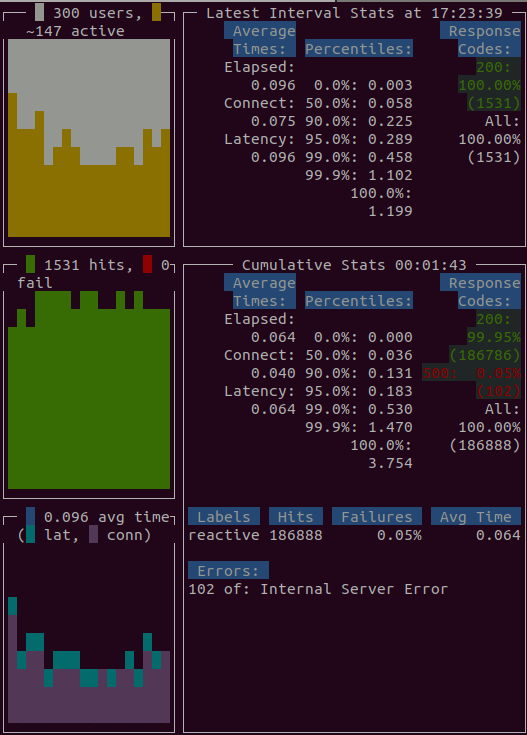 300 users,
~147 active
1531 hits, 0
fail
0.096 avg time
( lat, conn)
Latest Interval Stats at 17:23:39
Average Response
Times: Percentiles: Codes:
Elapsed: 200:
0.096 0.0%: 0.003 100.00%
Connect: 50.0%: 0.058 (1531)
0.075 90.0%: 0.225 All:
Latency: 95.0%: 0.289 100.00%
0.096 99.0%: 0.458 (1531)
99.9%: 1.102
100.0%:
1.199
Cumulative Stats 00:01:43
Average Response
Times: Percentiles: Codes:
Elapsed: 200:
0.064 0.0%: 0.000 99.95%
Connect: 50.0%: 0.036 (186786)
0.040 90.0%: 0.131 500: 0.05%
Latency: 95.0%: 0.183 (102)
0.064 99.0%: 0.530 All:
99.9%: 1.470 100.00%
100.0%: (186888)
3.754
Labels Hits Failures Avg Time
reactive 186888 0.05% 0.064
Errors:
102 of: Internal Server Error